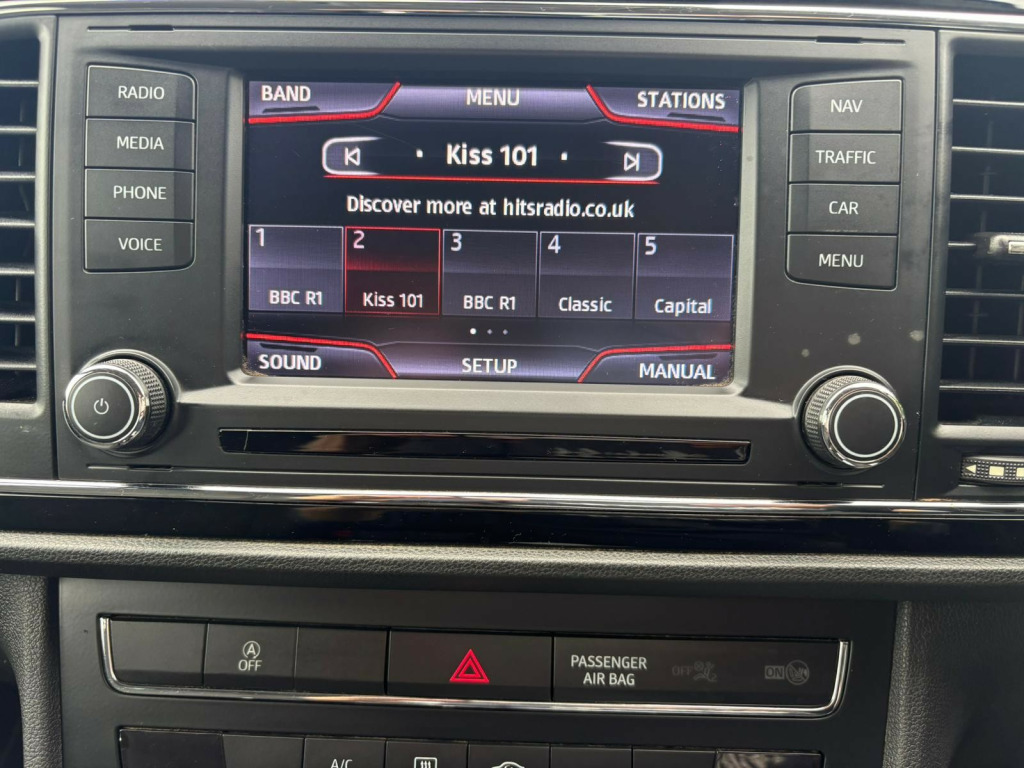 RADIO
MEDIA
PHONE
VOICE
BAND
MENU
STATIONS
Kiss 101
Discover more at hitsradio.co.uk
1
2
3
4
5
BBC R1
Kiss 101
BBC R1
Classic
Capital
SOUND
SETUP
MANUAL
NAV
TRAFFIC
CAR
MENU
A
OFF
PASSENGER
AIR BAG
OFF
ON
A/C